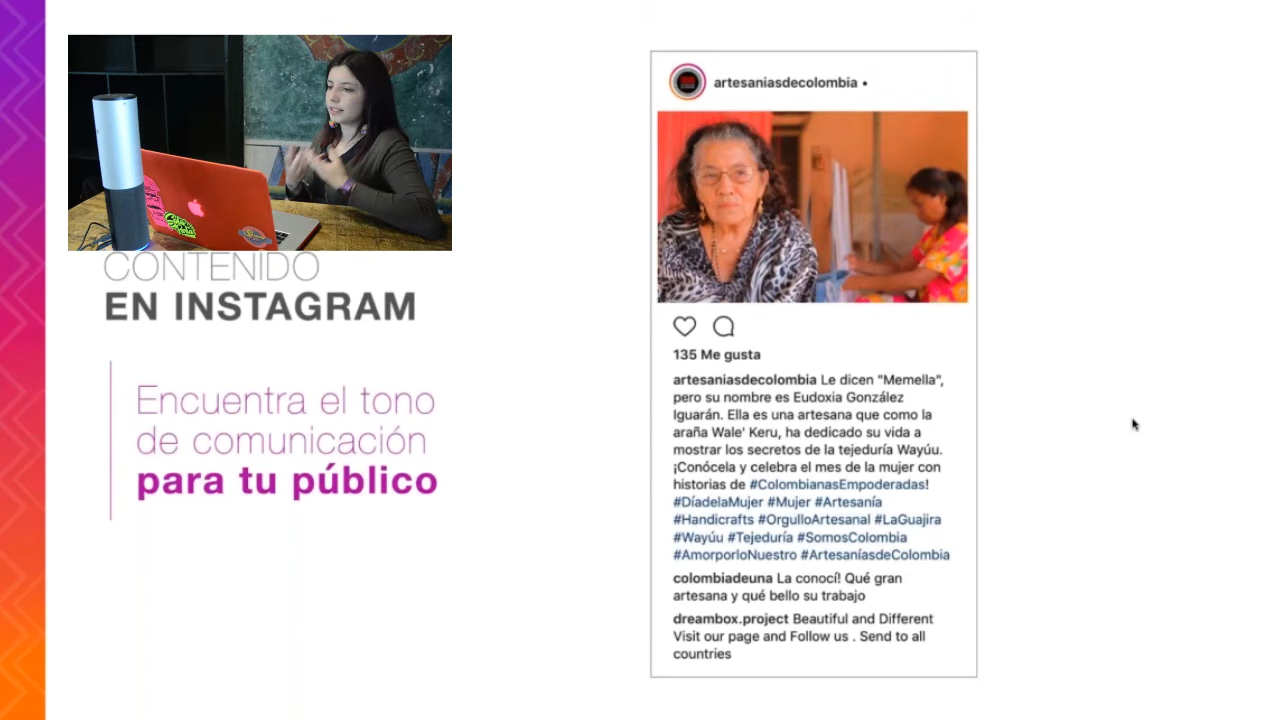 CONTENIDO
EN INSTAGRAM
Encuentra el tono
de comunicación
para tu público
artesaniasdecolombia •
135 Me gusta
artesaniasdecolombia Le dicen "Memella",
pero su nombre es Eudoxia González
Iguarán. Ella es una artesana que como la
araña Wale' Keru, ha dedicado su vida a
mostrar los secretos de la tejeduría Wayúu.
¡Conócela y celebra el mes de la mujer con
historias de #ColombianasEmpoderadas!
#DíadelaMujer #Mujer #Artesanía
#Handicrafts #OrgulloArtesanal #LaGuajira
#Wayúu #Tejeduría #SomosColombia
#AmorporloNuestro #ArtesaníasdeColombia
colombiadeuna La conocí! Qué gran
artesana y qué bello su trabajo
dreambox.project Beautiful and Different
Visit our page and Follow us . Send to all
countries